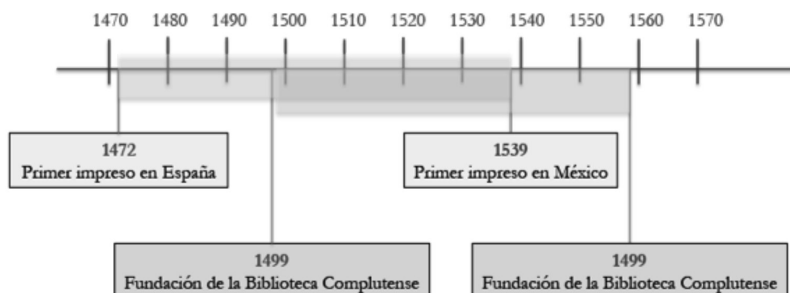 1470 1480 1490 1500 1510 1520 1530 1540 1550 1560 1570
1472
Primer impreso en España
1539
Primer impreso en México
1499
Fundación de la Biblioteca Complutense
1499
Fundación de la Biblioteca Complutense